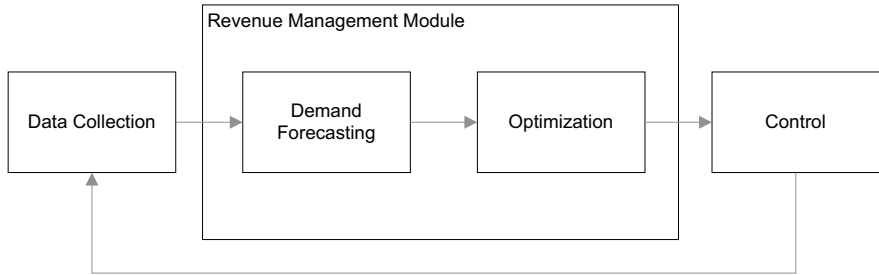 Revenue Management Module
Data Collection
Demand
Forecasting
Optimization
Control